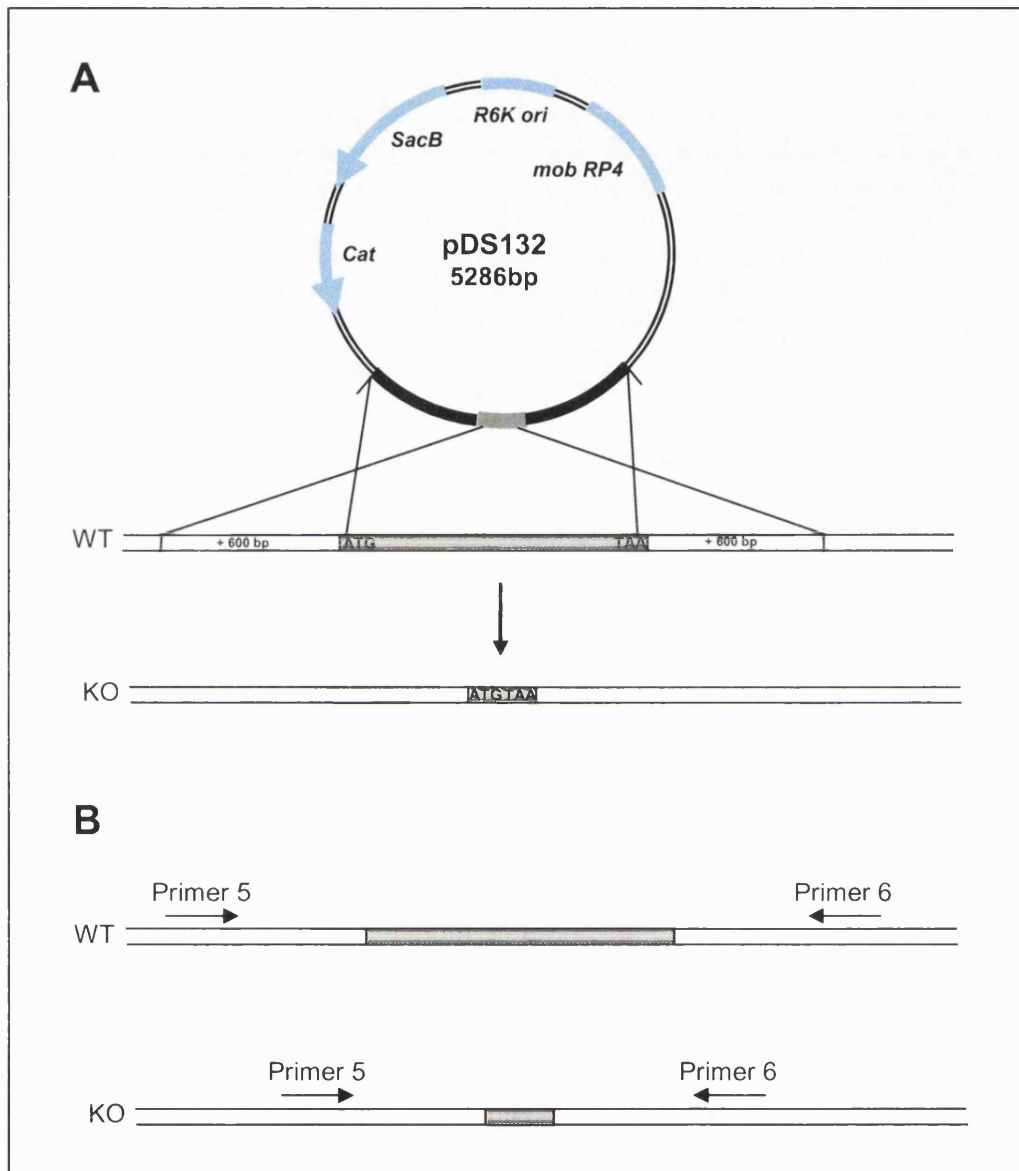 A
R6K ori
SacB
mob RP4
Cat
pDS132
5286bp
WT
+ 600 bp
ATG
TAA
+ 600 bp
KO
ATGTAA
B
Primer 5
Primer 6
WT
Primer 5
Primer 6
KO